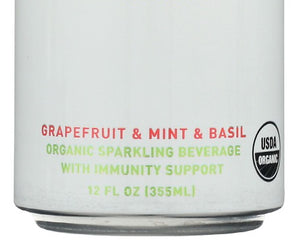 GRAPEFRUIT & MINT & BASIL
ORGANIC SPARKLING BEVERAGE
WITH IMMUNITY SUPPORT
12 FL OZ (355ML)
USDA
ORGANIC